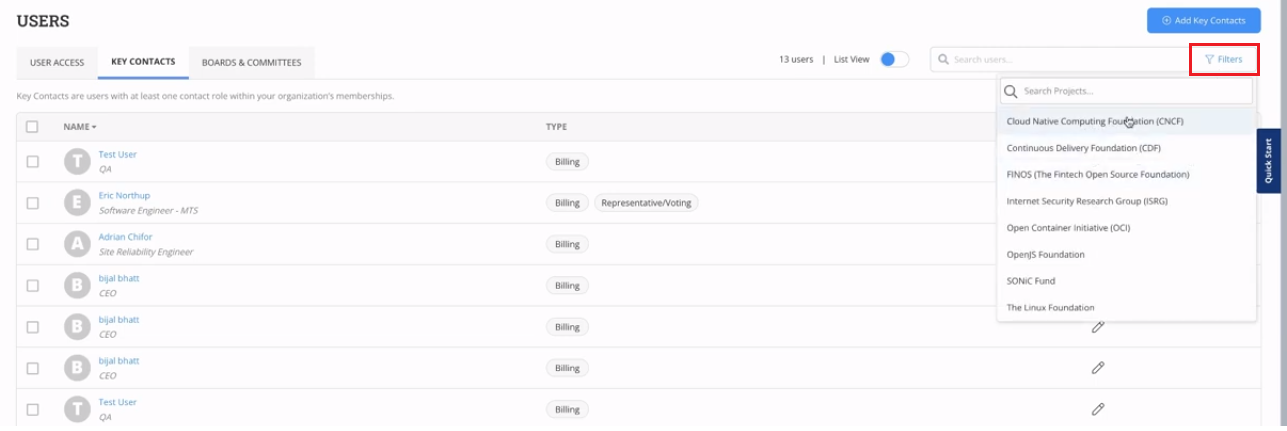 USERS
Add Key Contacts
USER ACCESS
KEY CONTACTS
BOARDS & COMMITTEES
13 users | List View
Search users...
Filters
Key Contacts are users with at least one contact role within your organization's memberships.
Search Projects...
Cloud Native Computing Foundation (CNCF)
Continuous Delivery Foundation (CDF)
FINOS (The Fintech Open Source Foundation)
Internet Security Research Group (ISRG)
Open Container Initiative (OCI)
OpenJS Foundation
SONiC Fund
The Linux Foundation
Quick Start
NAME
TYPE
T
Test User
QA
Billing
E
Eric Northup
Software Engineer - MTS
Billing
Representative/Voting
A
Adrian Chifor
Site Reliability Engineer
Billing
B
bijal bhatt
CEO
Billing
B
bijal bhatt
CEO
Billing
B
bijal bhatt
CEO
Billing
T
Test User
QA
Billing